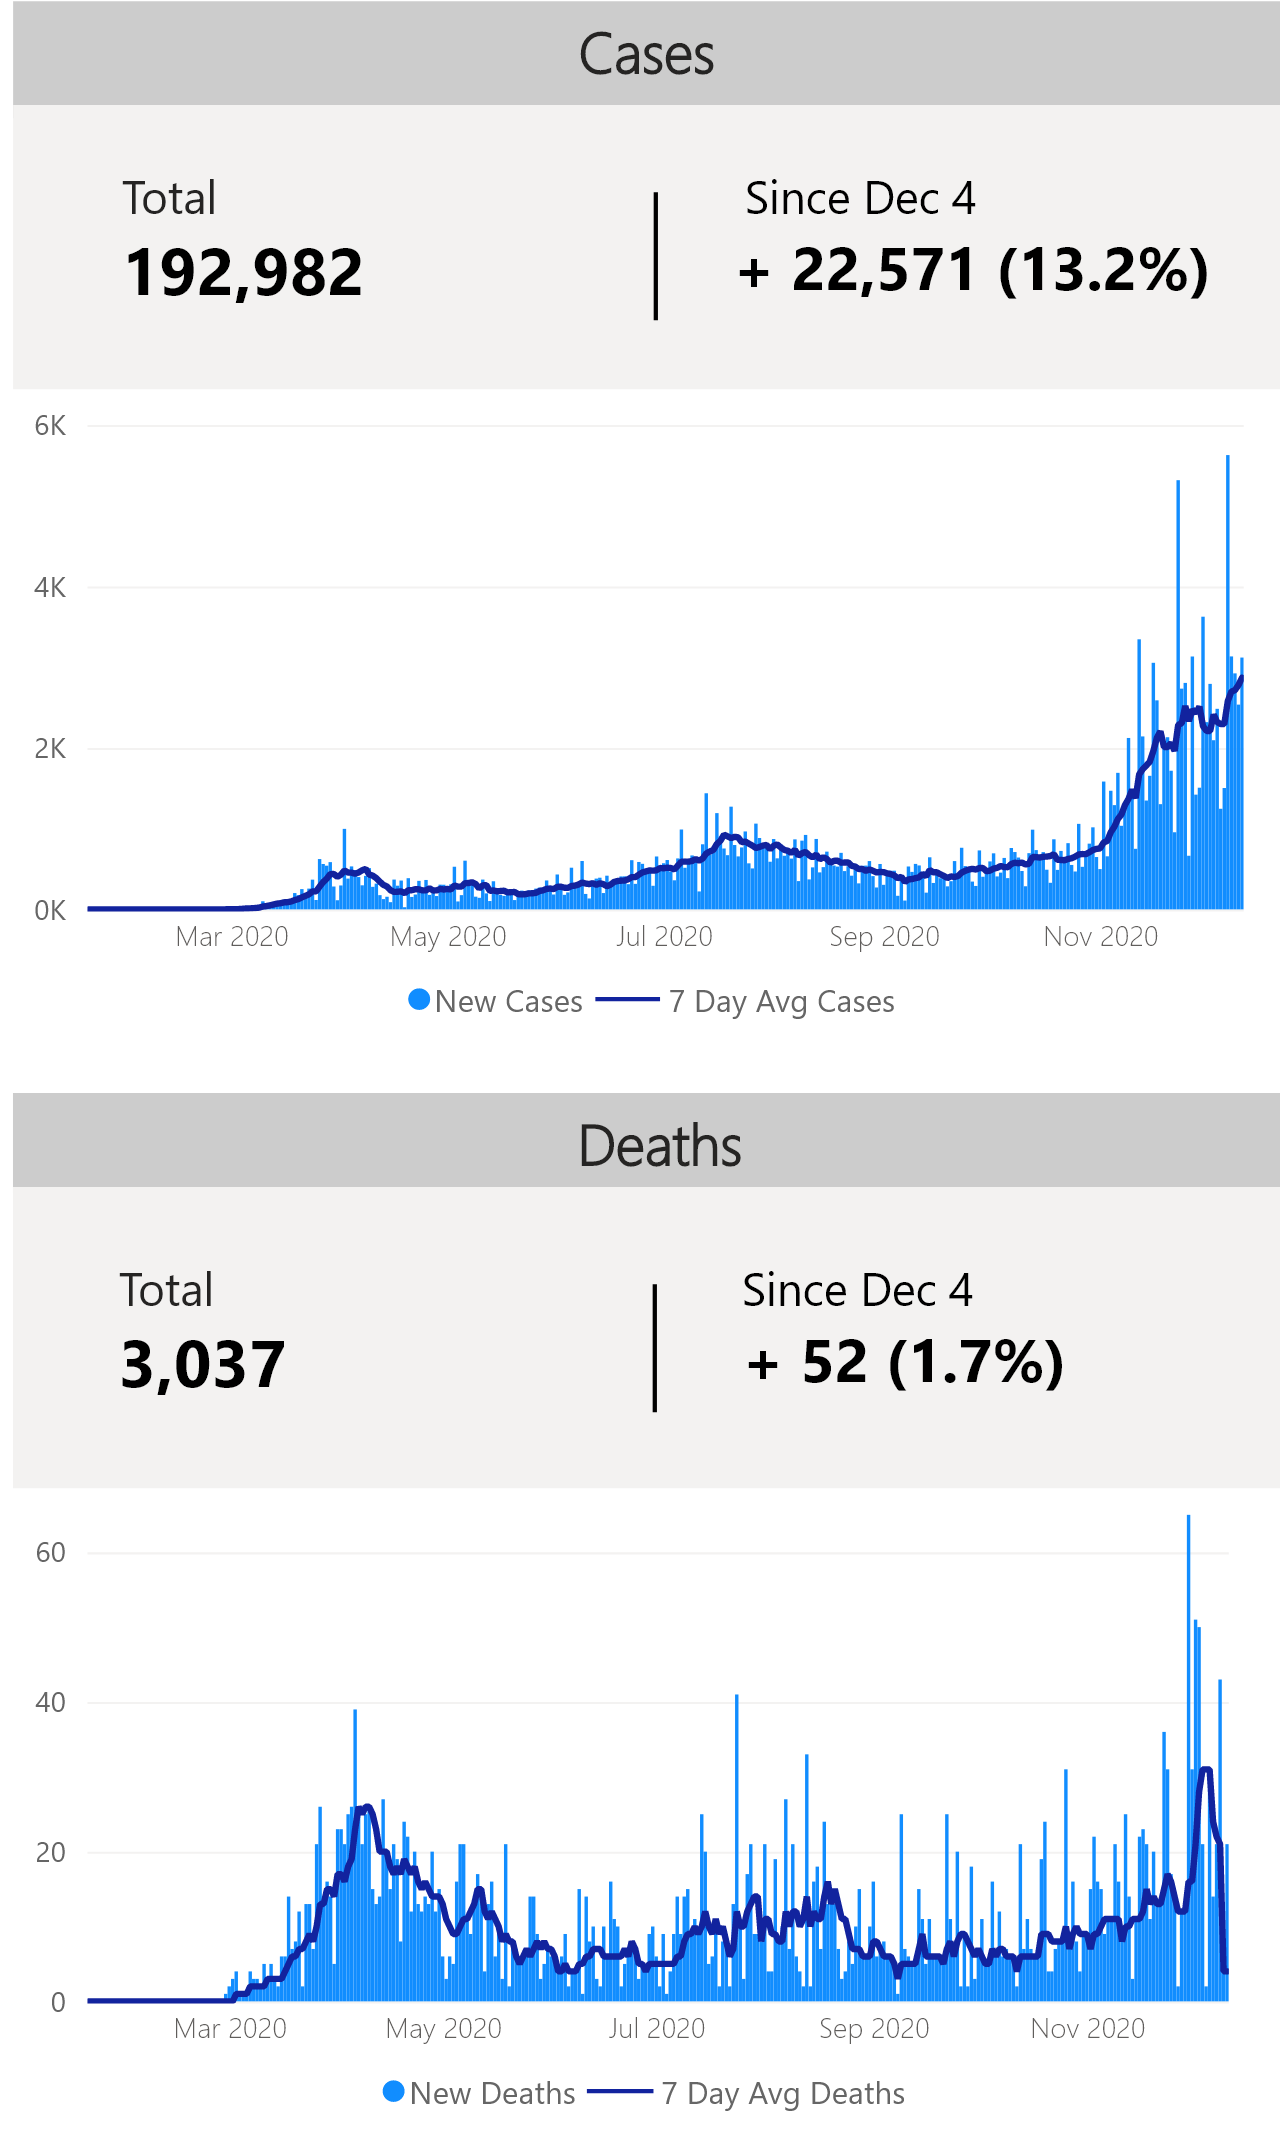 Cases
Total
Since Dec 4
192,982
+ 22,571 (13.2%)
6K
4K
2K
0K
Mar 2020 May 2020 Jul 2020 Sep 2020 Nov 2020
New Cases 7 Day Avg Cases
Deaths
Total
Since Dec 4
3,037
+ 52 (1.7%)
60
40
20
0
Mar 2020 May 2020 Jul 2020 Sep 2020 Nov 2020
New Deaths 7 Day Avg Deaths